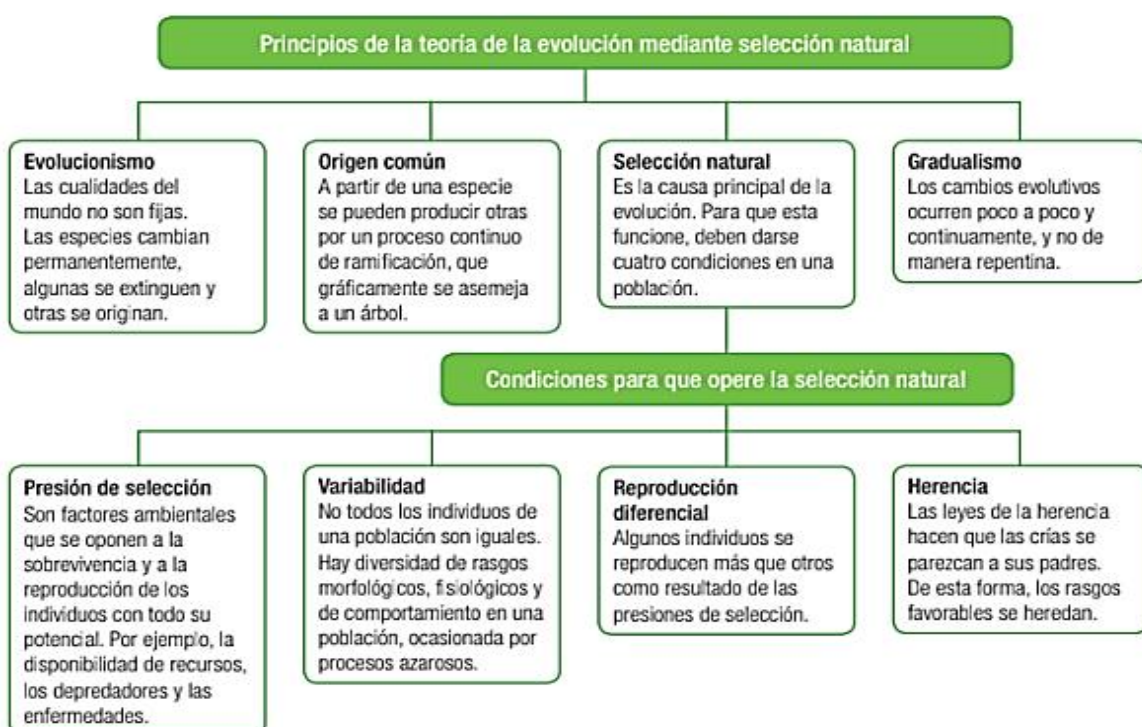 Principios de la teoría de la evolución mediante selección natural
Evolucionismo
Las cualidades del
mundo no son fijas.
Las especies cambian
permanentemente,
algunas se extinguen y
otras se originan.
Origen común
A partir de una especie
se pueden producir otras
por un proceso continuo
de ramificación, que
gráficamente se asemeja
a un árbol.
Selección natural
Es la causa principal de la
evolución. Para que esta
funcione, deben darse
cuatro condiciones en una
población.
Gradualismo
Los cambios evolutivos
ocurren poco a poco y
continuamente, y no de
manera repentina.
Condiciones para que opere la selección natural
Presión de selección
Son factores ambientales
que se oponen a la
sobrevivencia y a la
reproducción de los
individuos con todo su
potencial. Por ejemplo, la
disponibilidad de recursos,
los depredadores y las
enfermedades.
Variabilidad
No todos los individuos de
una población son iguales.
Hay diversidad de rasgos
morfológicos, fisiológicos y
de comportamiento en una
población, ocasionada por
procesos azarosos.
Reproducción
diferencial
Algunos individuos se
reproducen más que otros
como resultado de las
presiones de selección.
Herencia
Las leyes de la herencia
hacen que las crías se
parezcan a sus padres.
De esta forma, los rasgos
favorables se heredan.